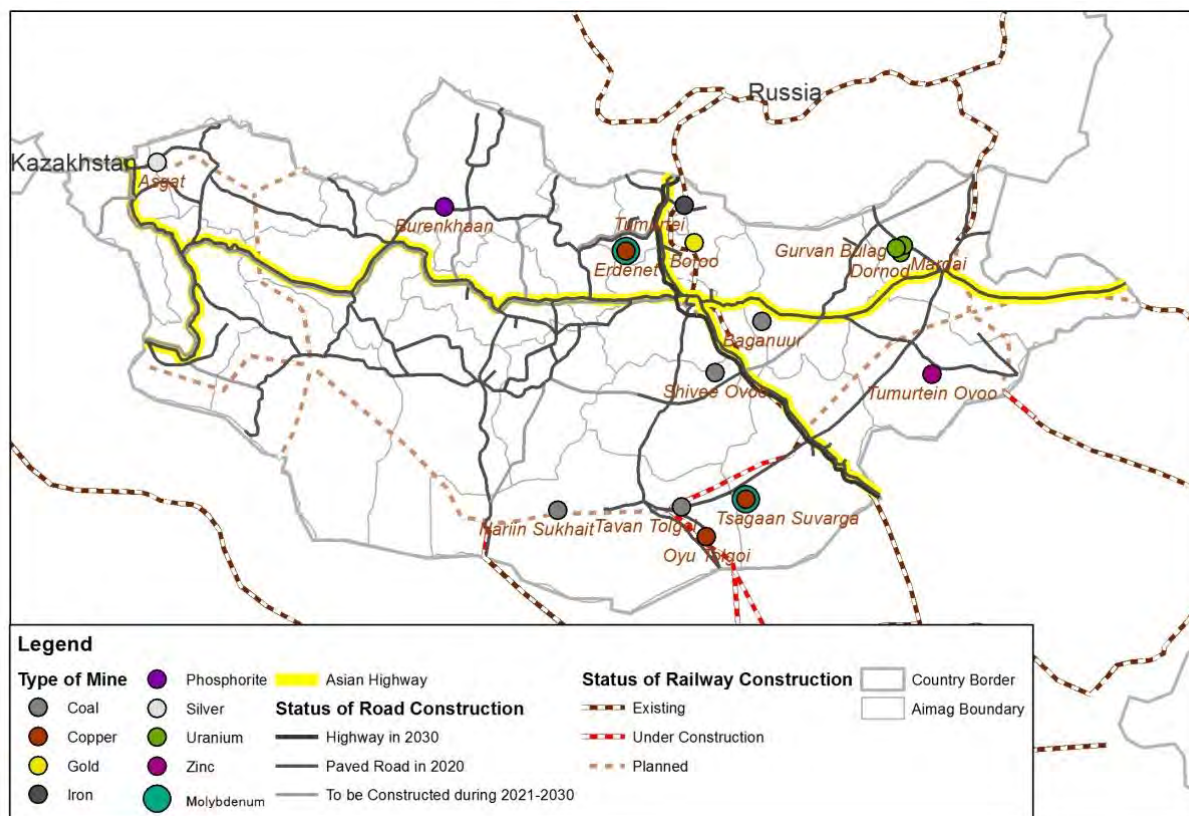 Russia
Kazakhstan
Asgat
Burenkhaan
Tumurtei
Erdenet
Boroo
Gurvan Bulag
Dornod
Mardai
Baganuur
Shivee Ovoo
Tumurtein Ovoo
Nariin Sukhait
Tavan Tolgoi
Tsagaan Suvarga
Oyu Tolgoi
Legend
Type of Mine
Coal
Copper
Gold
Iron
Phosphorite
Silver
Uranium
Zinc
Molybdenum
Asian Highway
Status of Road Construction
Highway in 2030
Paved Road in 2020
To be Constructed during 2021-2030
Status of Railway Construction
Existing
Under Construction
Planned
Country Border
Aimag Boundary